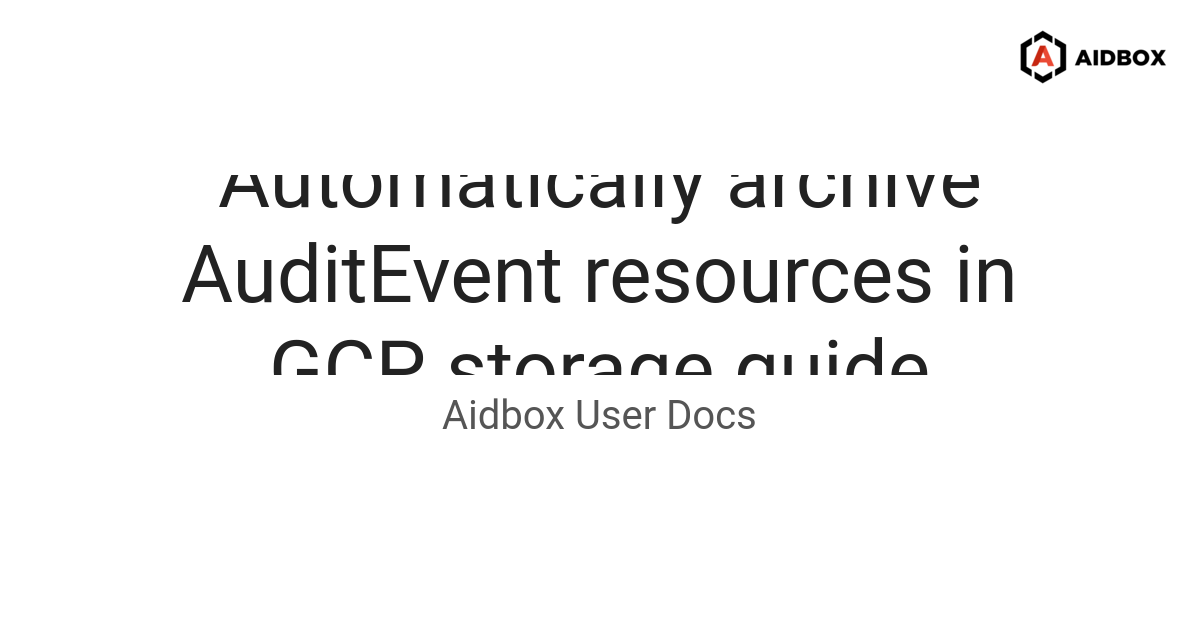 AIDBOX
Automatically archive
AuditEvent resources in
GCP storage guide
Aidbox User Docs